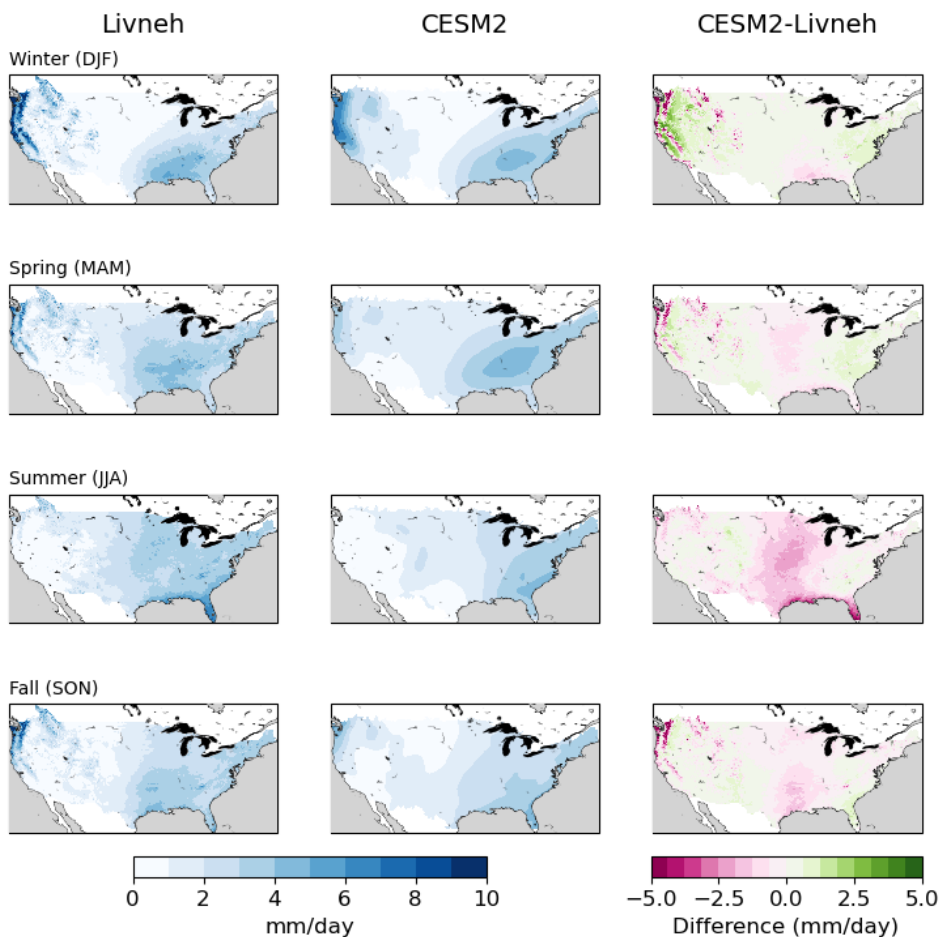 Livneh CESM2 CESM2-Livneh
Winter (DJF)
Spring (MAM)
Summer (JJA)
Fall (SON)
0 2 4 6 8 10 −5.0 −2.5 0.0 2.5 5.0
mm/day Difference (mm/day)